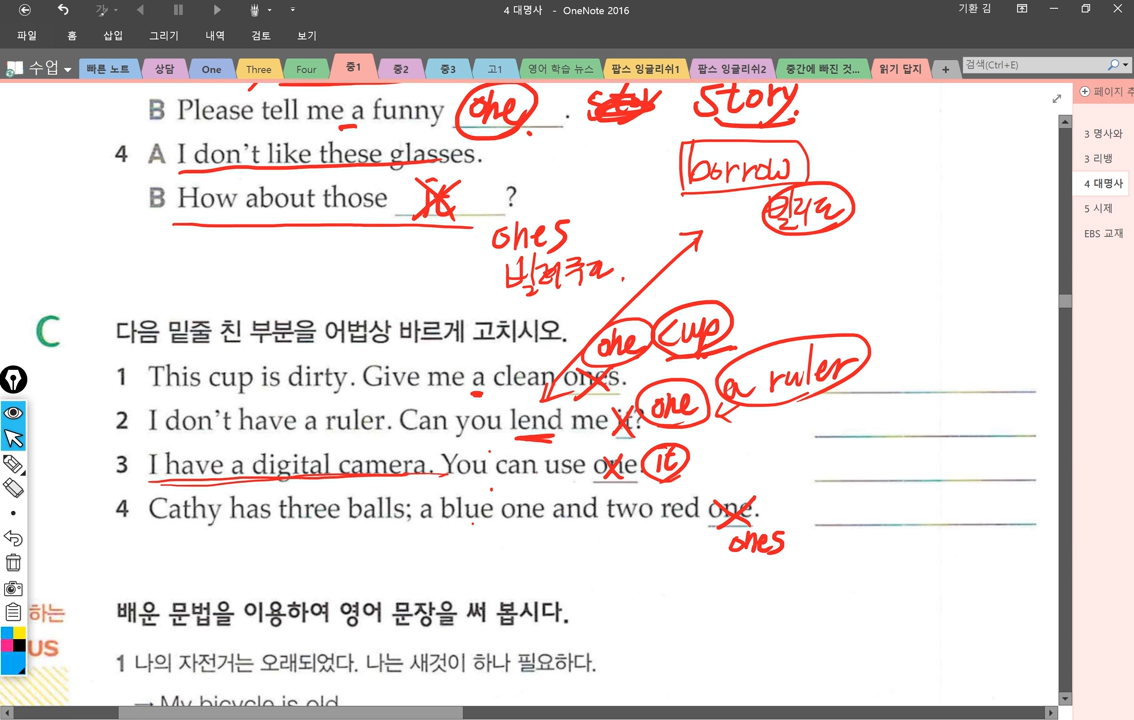 4 대명사 - OneNote 2016
기환 김
파일 홈 삽입 그리기 내역 검토 보기
수업 빠른 노트 상담 One Three Four 중1 중2 중3 고1 영어 학습 뉴스 팝스 잉글리쉬1 팝스 잉글리쉬2 중간에 빠진 것... 읽기 답지 + 검색(Ctrl+E)
페이지 추
3 명사와
3 리뱅
4 대명사
5 시제
EBS 교재
B Please tell me a funny one . story
4 A I don't like these glasses.
borrow
B How about those it ?
빌리다
ones
빌려주다.
C 다음 밑줄 친 부분을 어법상 바르게 고치시오.
one cup
1 This cup is dirty. Give me a clean ones.
a ruler
2 I don't have a ruler. Can you lend me it? one
3 I have a digital camera. You can use one. it
4 Cathy has three balls; a blue one and two red one.
ones
하는
US
배운 문법을 이용하여 영어 문장을 써 봅시다.
1 나의 자전거는 오래되었다. 나는 새것이 하나 필요하다.
→ My bicycle is old